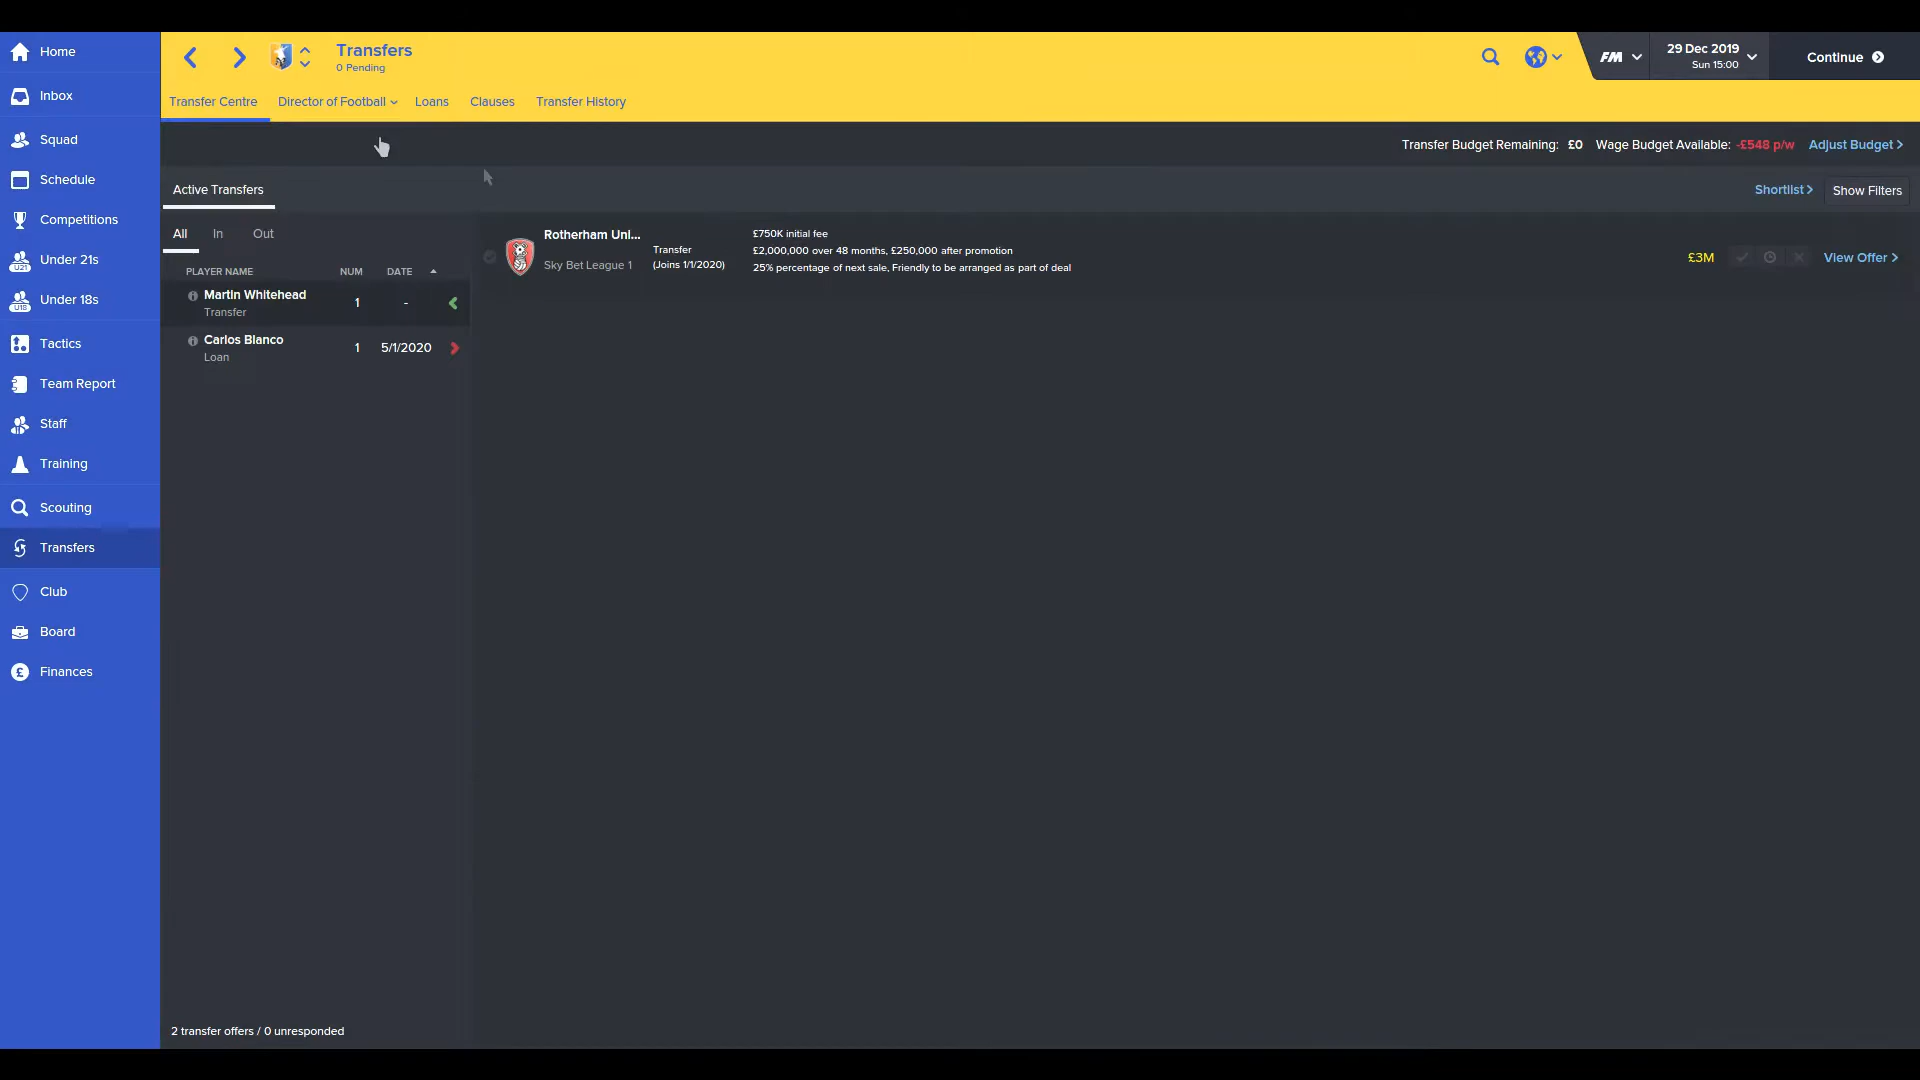 Home
Inbox
Squad
Schedule
Competitions
Under 21s
Under 18s
Tactics
Team Report
Staff
Training
Scouting
Transfers
Club
Board
Finances
Transfers
0 Pending
FM
29 Dec 2019
Sun 15:00
Continue
Transfer Centre
Director of Football
Loans
Clauses
Transfer History
Transfer Budget Remaining: £0 Wage Budget Available: -£548 p/w Adjust Budget >
Active Transfers
Shortlist >
Show Filters
All
In
Out
PLAYER NAME NUM DATE
Martin Whitehead 1 -
Transfer
Carlos Blanco 1 5/1/2020
Loan
Rotherham Uni...
Sky Bet League 1
Transfer
(Joins 1/1/2020)
£750K initial fee
£2,000,000 over 48 months, £250,000 after promotion
25% percentage of next sale, Friendly to be arranged as part of deal
£3M
View Offer >
2 transfer offers / 0 unresponded
U21
U18